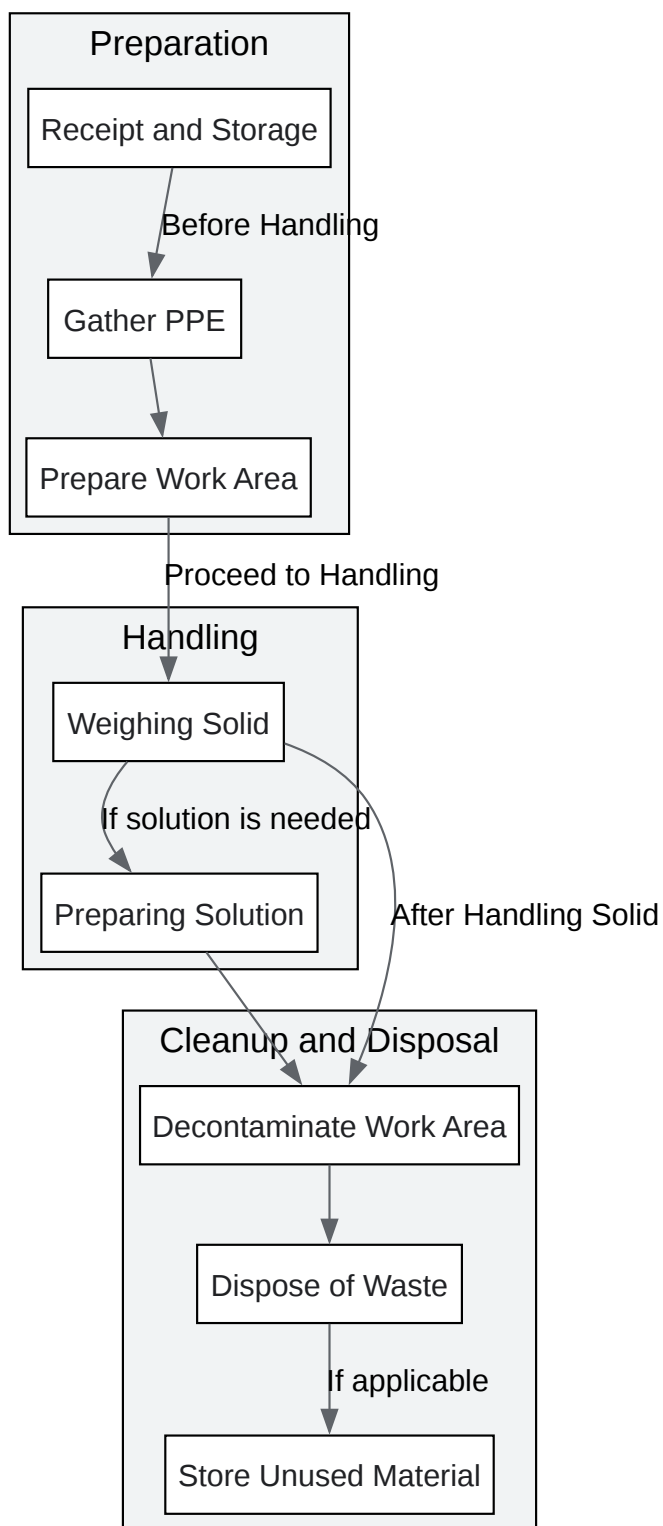 Preparation
Receipt and Storage
Before Handling
Gather PPE
Prepare Work Area
Proceed to Handling
Handling
Weighing Solid
If solution is needed
Preparing Solution
After Handling Solid
Cleanup and Disposal
Decontaminate Work Area
Dispose of Waste
If applicable
Store Unused Material